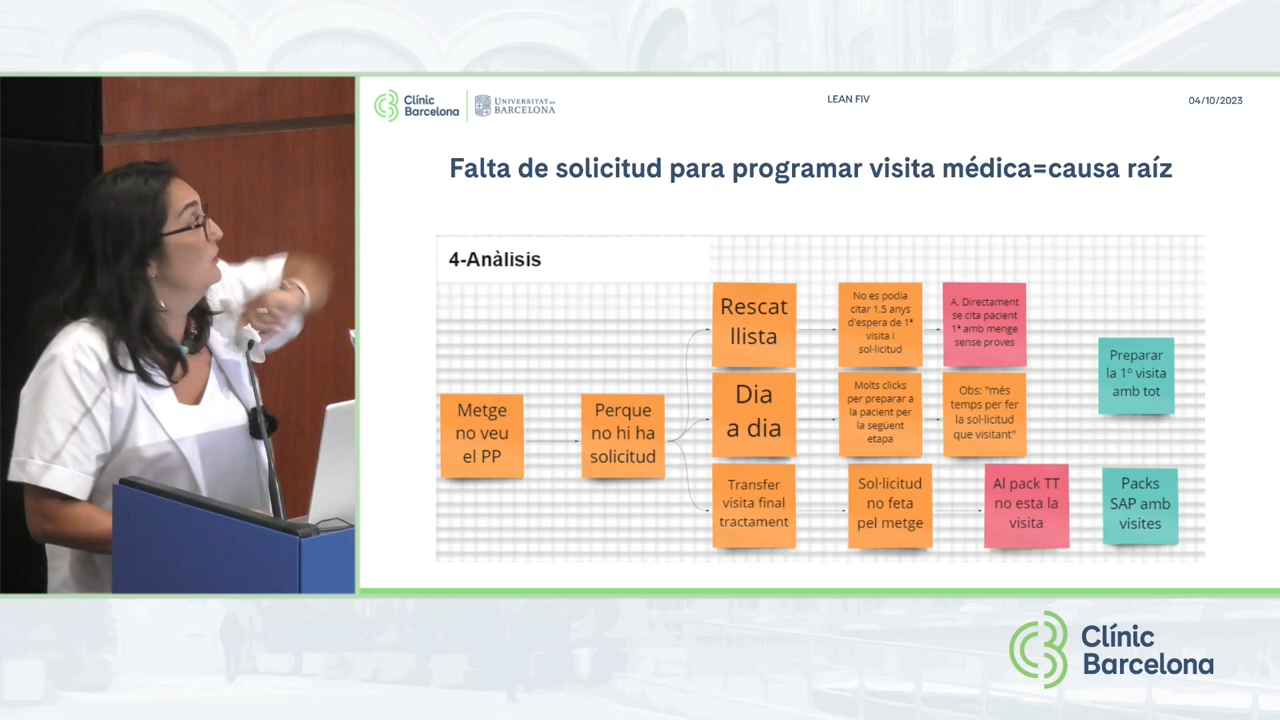 Clínic
Barcelona
UNIVERSITAT DE
BARCELONA
LEAN FIV
04/10/2023
Falta de solicitud para programar visita médica=causa raíz
4-Anàlisis
Metge
no veu
el PP
Perque
no hi ha
solicitud
Rescat
llista
No es podia
citar 1,5 anys
d'espera de 1ª
visita i
sol·licitud
A. Directament
se cita pacient
1ª amb menge
sense proves
Dia
a dia
Molts clicks
per preparar a
la pacient per
la següent
etapa
Obs: "més
temps per fer
la sol·licitud
que visitant"
Preparar
la 1º visita
amb tot
Transfer
visita final
tractament
Sol·licitud
no feta
pel metge
Al pack TT
no esta la
visita
Packs
SAP amb
visites
Clínic
Barcelona